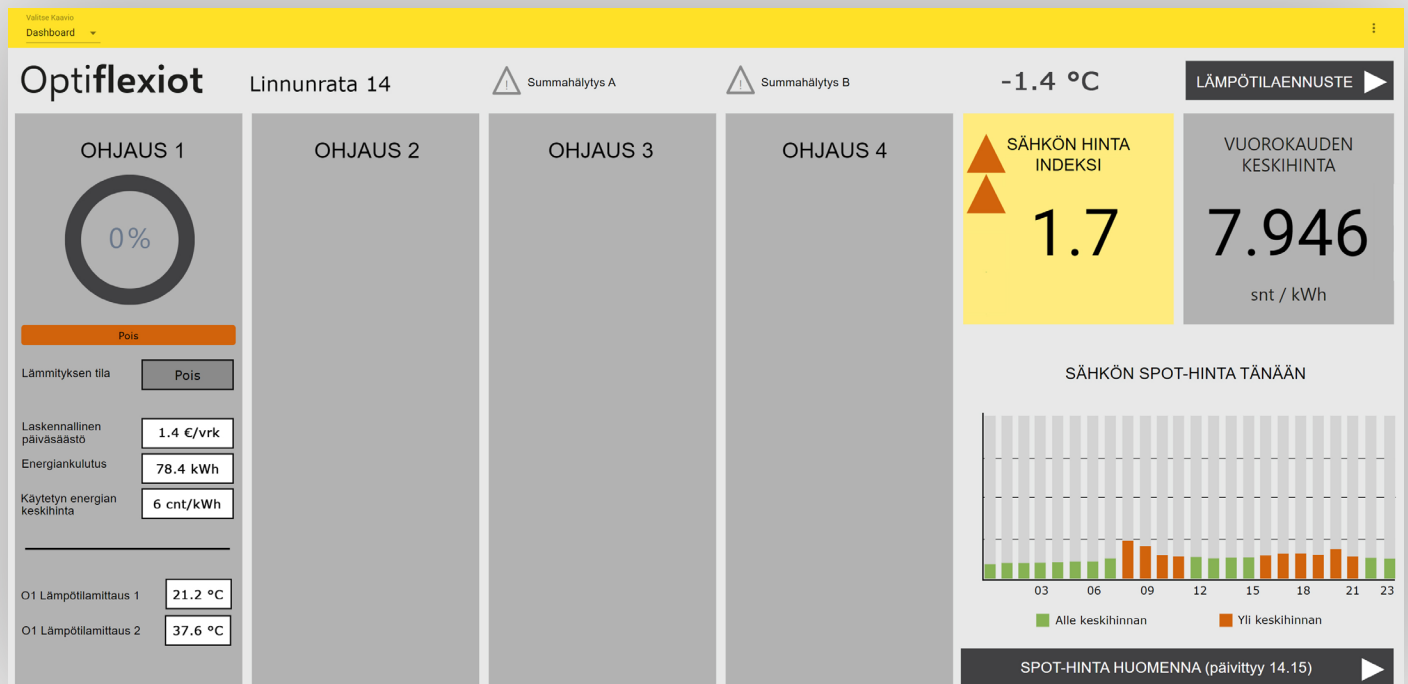 Valitse Kaavio
Dashboard
Optiflexiot
Linnunrata 14
Summahälytys A
Summahälytys B
-1.4 °C
LÄMPÖTILAENNUSTE
OHJAUS 1
0%
Pois
Lämmityksen tila
Pois
Laskennallinen
päiväsäästö
1.4 €/vrk
Energiankulutus
78.4 kWh
Käytetyn energian
keskihinta
6 cnt/kWh
O1 Lämpötilamittaus 1
21.2 °C
O1 Lämpötilamittaus 2
37.6 °C
OHJAUS 2
OHJAUS 3
OHJAUS 4
SÄHKÖN HINTA
INDEKSI
1.7
VUOROKAUDEN
KESKIHINTA
7.946
snt / kWh
SÄHKÖN SPOT-HINTA TÄNÄÄN
03 06 09 12 15 18 21 23
Alle keskihinnan
Yli keskihinnan
SPOT-HINTA HUOMENNA (päivittyy 14.15)